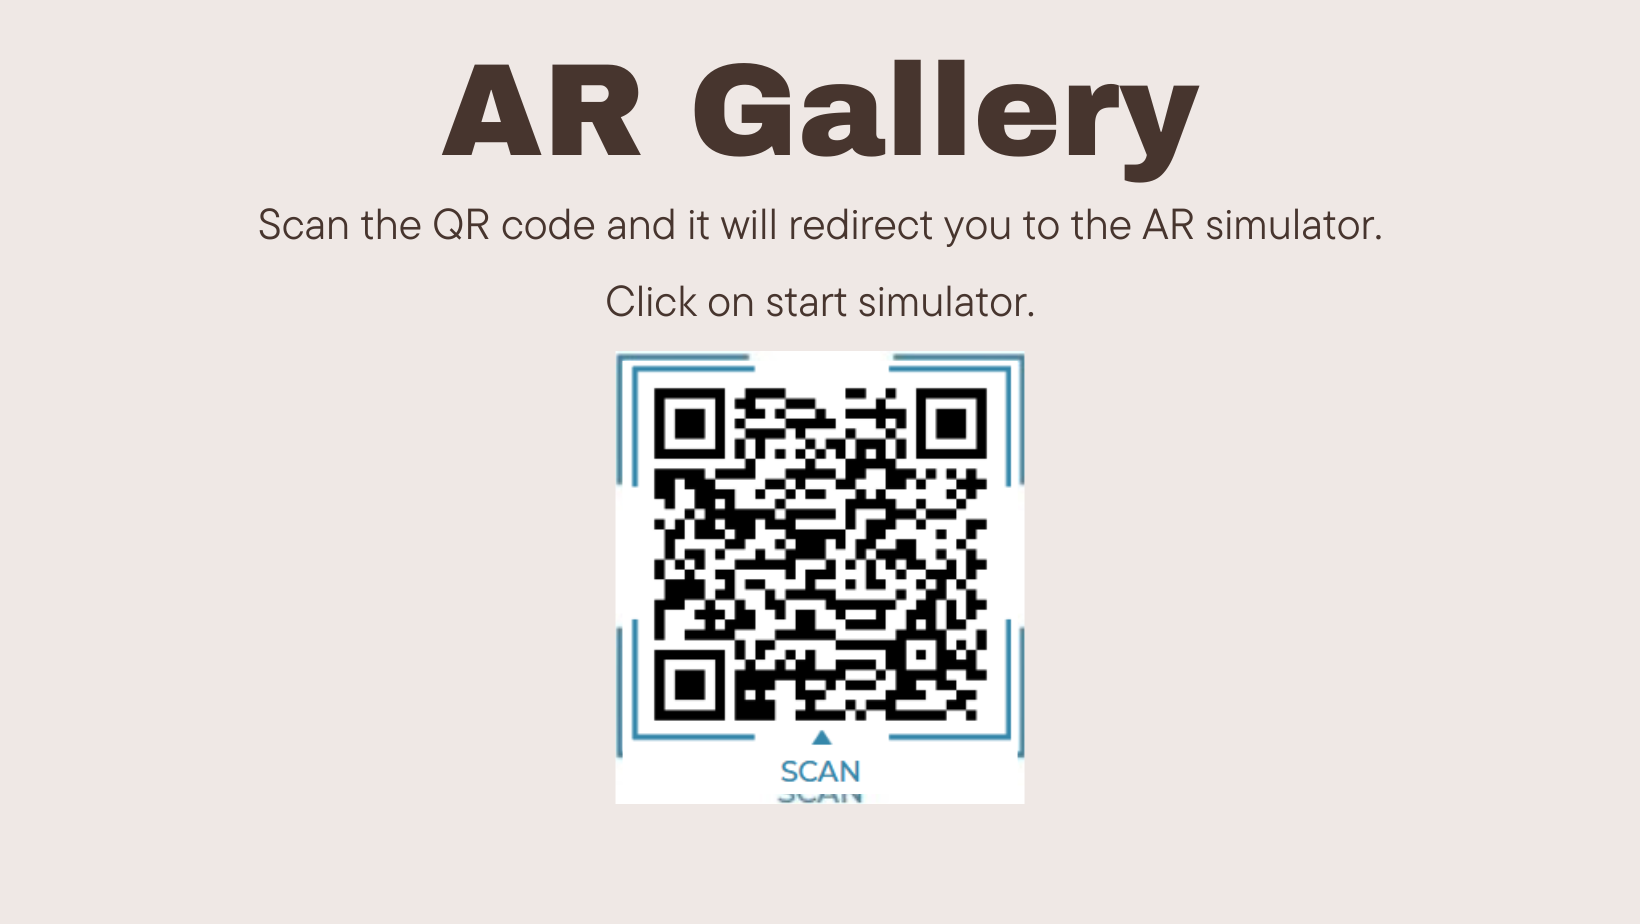 AR Gallery
Scan the QR code and it will redirect you to the AR simulator.
Click on start simulator.
SCAN
SCAN